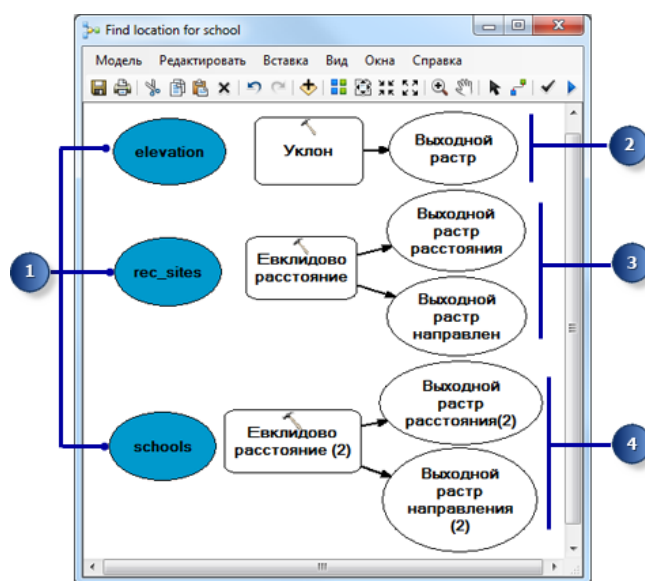 Find location for school
Модель Редактировать Вставка Вид Окна Справка
elevation
Уклон
Выходной
растр
2
rec_sites
Евклидово
расстояние
Выходной
растр
расстояния
Выходной
растр
направлен
1
3
schools
Евклидово
расстояние (2)
Выходной
растр
расстояния(2)
Выходной
растр
направления
(2)
4